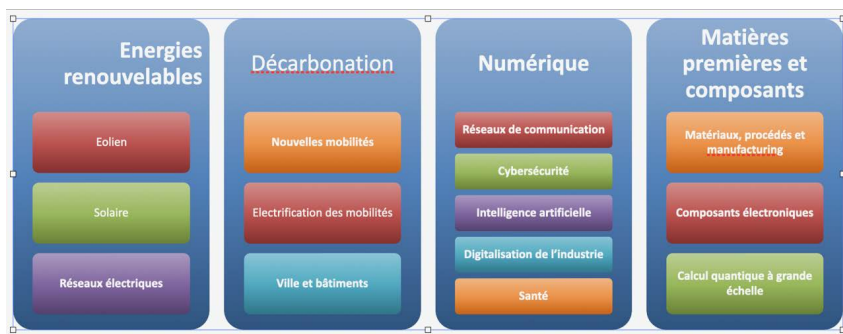 Energies
renouvelables
Eolien
Solaire
Réseaux électriques
Décarbonation
Nouvelles mobilités
Electrification des mobilités
Ville et bâtiments
Numérique
Réseaux de communication
Cybersécurité
Intelligence artificielle
Digitalisation de l'industrie
Santé
Matières
premières et
composants
Matériaux, procédés et
manufacturing
Composants électroniques
Calcul quantique à grande
échelle